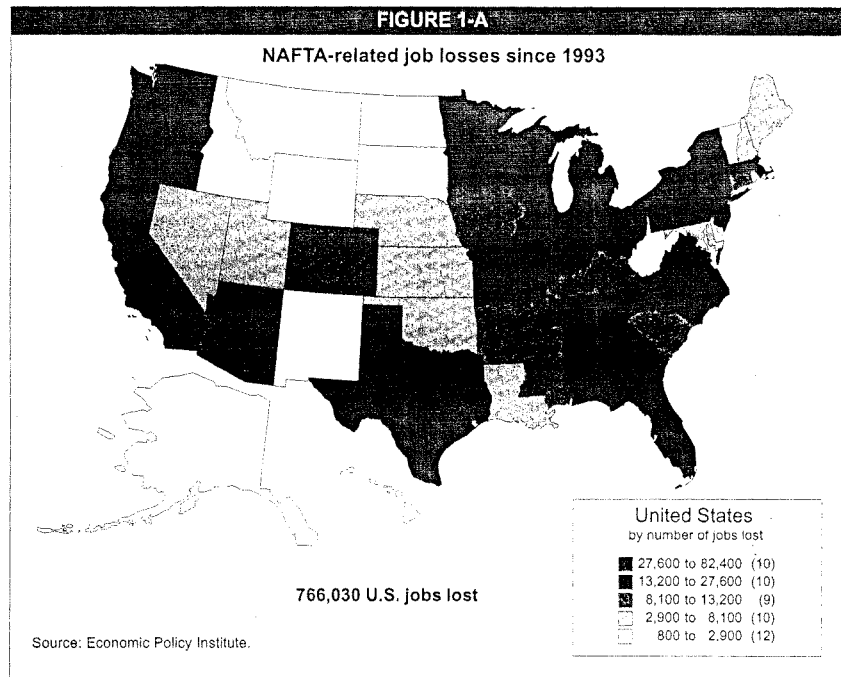 FIGURE 1-A
NAFTA-related job losses since 1993
United States
by number of jobs lost
27,600 to 82,400 (10)
13,200 to 27,600 (10)
8,100 to 13,200 (9)
2,900 to 8,100 (10)
800 to 2,900 (12)
766,030 U.S. jobs lost
Source: Economic Policy Institute.